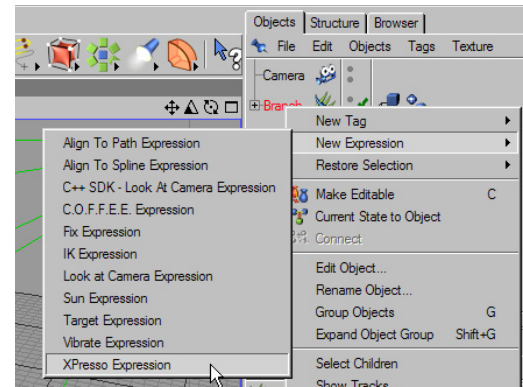 Objects Structure Browser
File Edit Objects Tags Texture
Camera
Branch
New Tag
New Expression
Restore Selection
Make Editable C
Current State to Object
Connect
Edit Object...
Rename Object...
Group Objects G
Expand Object Group Shift+G
Select Children
Show Tracks
Align To Path Expression
Align To Spline Expression
C++ SDK - Look At Camera Expression
C.O.F.F.E.E. Expression
Fix Expression
IK Expression
Look at Camera Expression
Sun Expression
Target Expression
Vibrate Expression
XPresso Expression